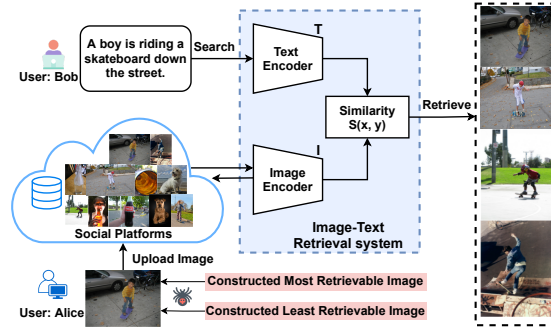 A boy is riding a
skateboard down
the street.
User: Bob
Search
T
Text
Encoder
Similarity
S(x, y)
Retrieve
I
Image
Encoder
Image-Text
Retrieval system
Social Platforms
Upload Image
User: Alice
Constructed Most Retrievable Image
Constructed Least Retrievable Image